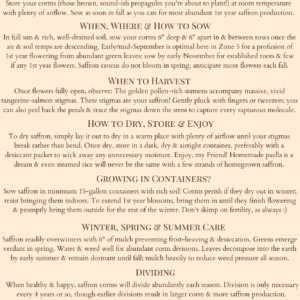 Store your corms (those brown, round-ish propagules you're about to plant!) at room temperature
with plenty of airflow. Sow as soon in fall as you can for most abundant 1st year saffron production.
When, Where & How to Sow
In full sun & rich, well-drained soil, sow your corms 6" deep & 6" apart in & between rows once the
air & soil temps are descending. Early/mid-September is optimal here in Zone 5 for a profusion of
1st year flowering from abundant green leaves; sow by early November for established roots & few
if any 1st year flowers. Saffron crocus do not bloom in spring; anticipate more flowers each fall.
When to Harvest
Once flowers fully open, observe: The golden pollen-rich stamens accompany massive, vivid
tangerine-selque stigmas. These stigmas are your saffron! Gently pluck with fingers or tweezers; you
can also peel back the petals & trace the stigmas down the stem to capture every rapturous molecule.
How to Dry, Store & Enjoy
To dry saffron, simply lay it out to dry in a warm place with plenty of airflow until your stigmas
break rather than bend. Once dry, store in a dark, dry & airtight container, preferably with a
desiccant packet to wick away any unnecessary moisture. Enjoy, my Friend! Homemade paella is a
dream & even steamed rice will never be the same with a few strands of homegrown saffron.
Growing in Containers?
Sow saffron in minimum 15-gallon containers with rich soil! Corms perish if they dry out in winter;
resist bringing them indoors. To extend 1st year blossoms, bring them in until they finish flowering
& promptly bring them outside for the rest of the winter. Don't skimp on fertility, as always :)
Winter, Spring & Summer Care
Saffron readily overwinters with 6" of mulch preventing frost-heaving & desiccation. Greens emerge
verdant in spring. Water & weed well for abundant corm divisions. Leaves decompose into the earth
by early summer & remain dormant until fall; mulch heavily to reduce weed pressure all season.
Dividing
When healthy & happy, saffron corms will divide abundantly each season. Division is only necessary
every 4 years or so, though earlier divisions result in larger corm & more saffron production.